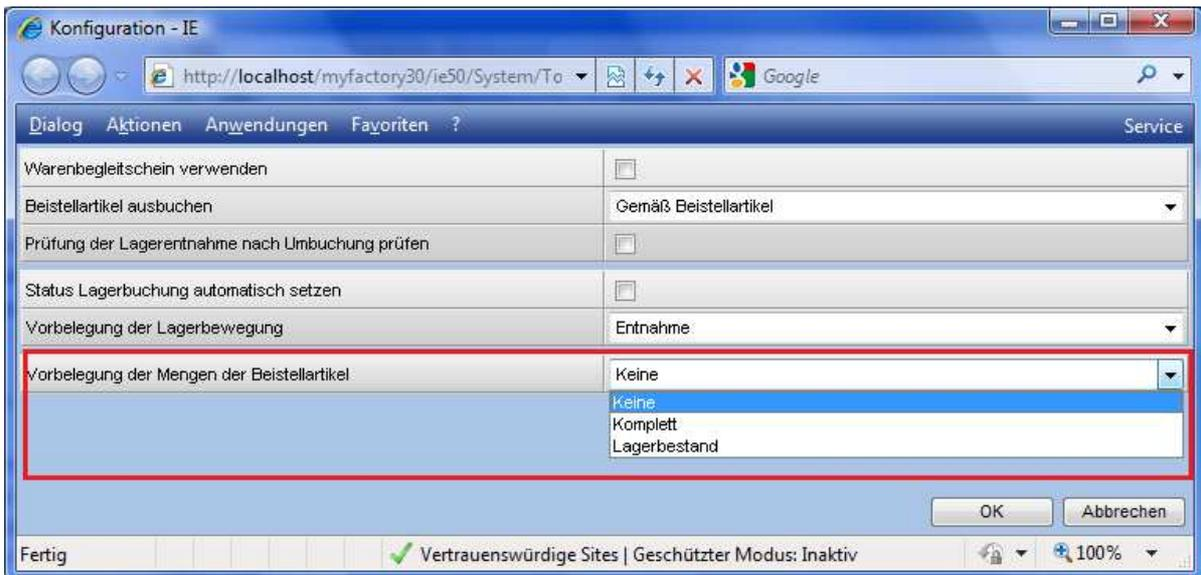 Konfiguration - IE
http://localhost/myfactory30/ie50/System/To
Google
Dialog Aktionen Anwendungen Favoriten ?
Service
Warenbegleitschein verwenden
Beistellartikel ausbuchen
Gemäß Beistellartikel
Prüfung der Lagerentnahme nach Umbuchung prüfen
Status Lagerbuchung automatisch setzen
Vorbelegung der Lagerbewegung
Entnahme
Vorbelegung der Mengen der Beistellartikel
Keine
Keine
Komplett
Lagerbestand
OK
Abbrechen
Fertig
Vertrauenswürdige Sites | Geschützter Modus: Inaktiv
100%